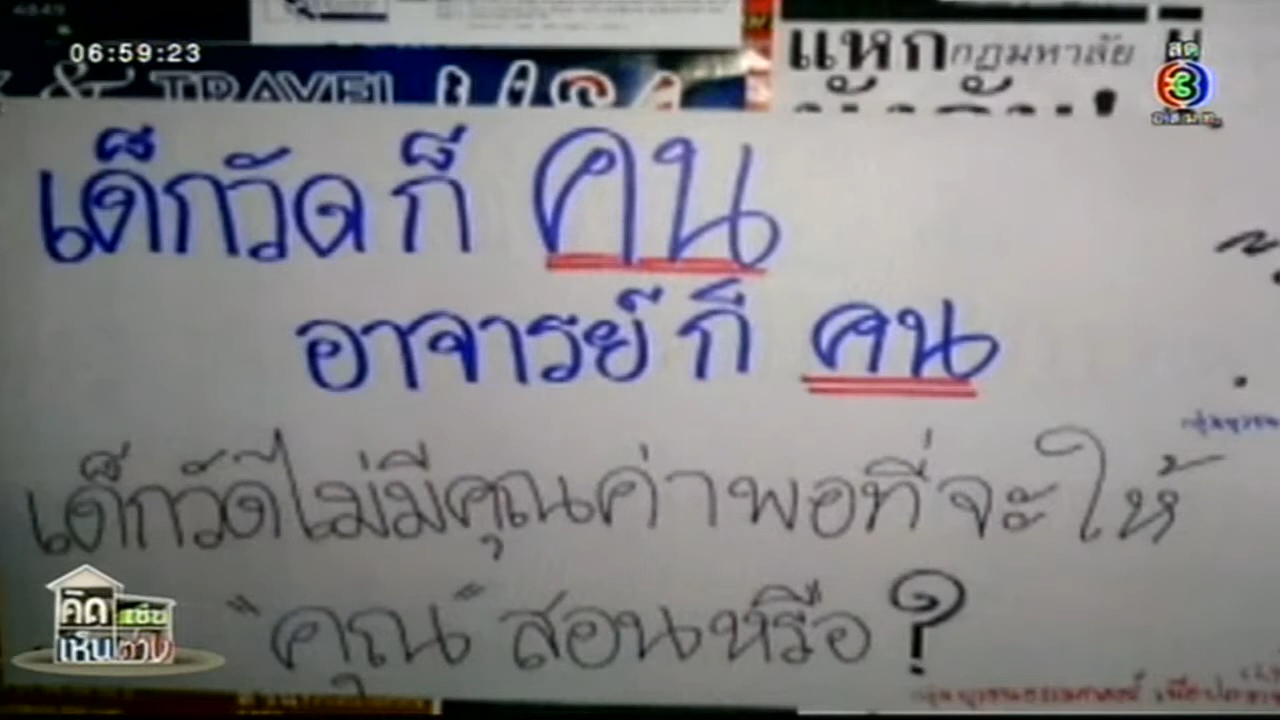 06:59:23
& TRAVEL
แหกกฎมหาลัย
สด
3
เด็กวัด ก็ คน
อาจารย์ ก็ คน
เด็กวัดไม่มีคุณค่าพอที่จะให้
"คุณ" สอนหรือ?
คิด
เห็นต่าง